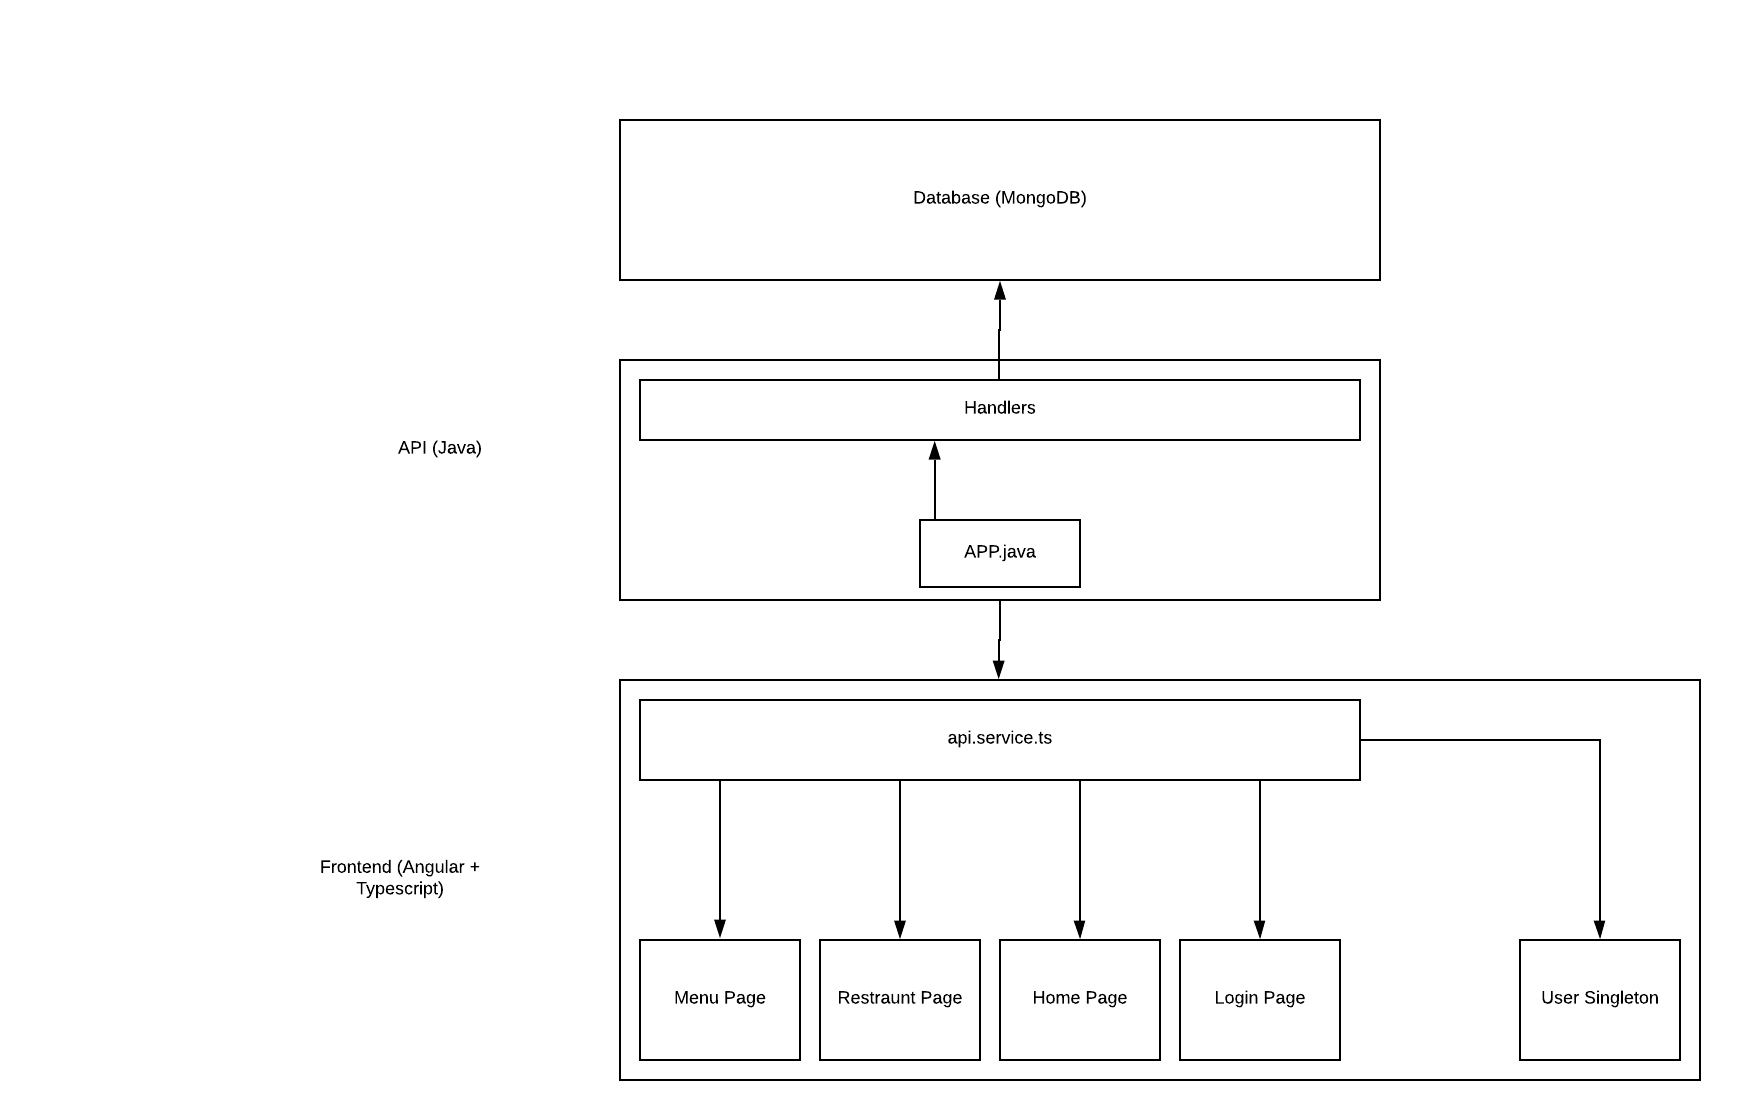 Database (MongoDB)
Handlers
API (Java)
APP.java
api.service.ts
Frontend (Angular +
Typescript)
Menu Page
Restraunt Page
Home Page
Login Page
User Singleton